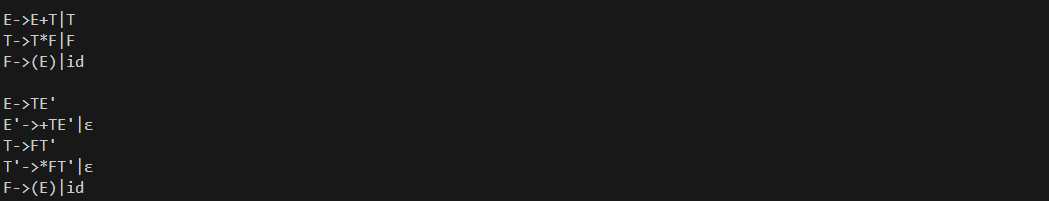 E->E+T|T
T->T*F|F
F->(E)|id
E->TE'
E'->+TE'|ε
T->FT'
T'->*FT'|ε
F->(E)|id